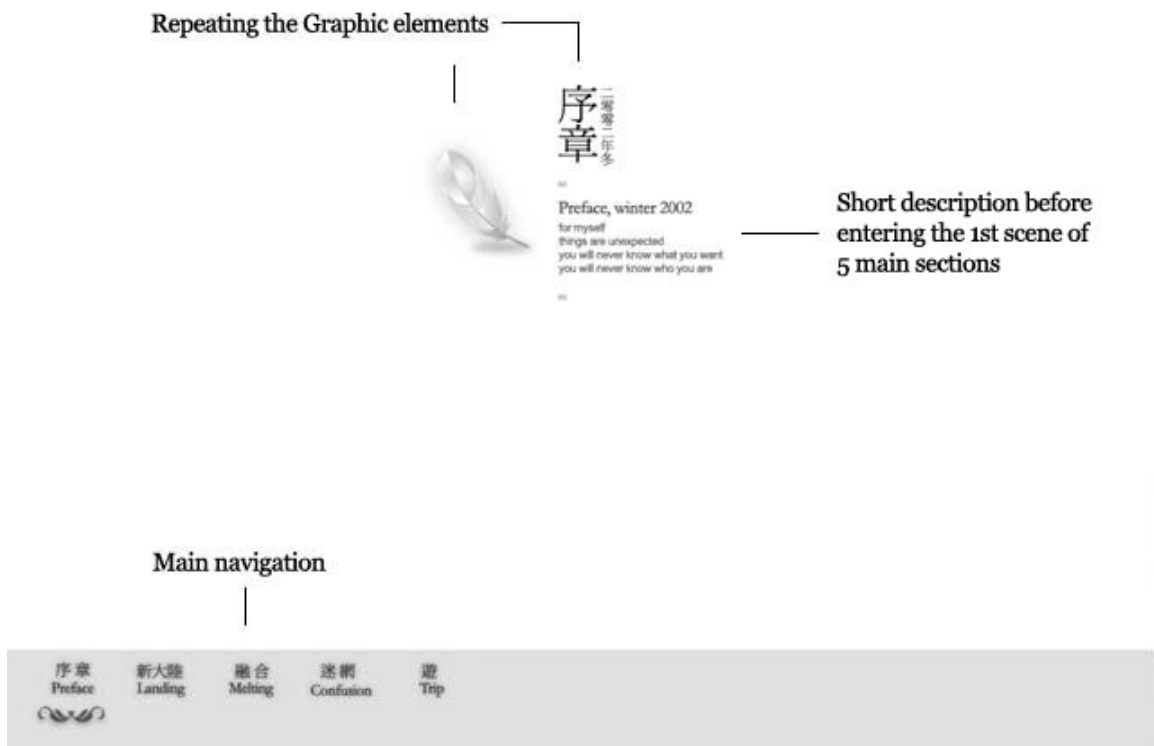 Repeating the Graphic elements
序章
二零零二年冬
Preface, winter 2002
for myself
things are unexpected
you will never know what you want
you will never know who you are
Short description before
entering the 1st scene of
5 main sections
Main navigation
序章
Preface
新大陸
Landing
融合
Melting
迷網
Confusion
遊
Trip